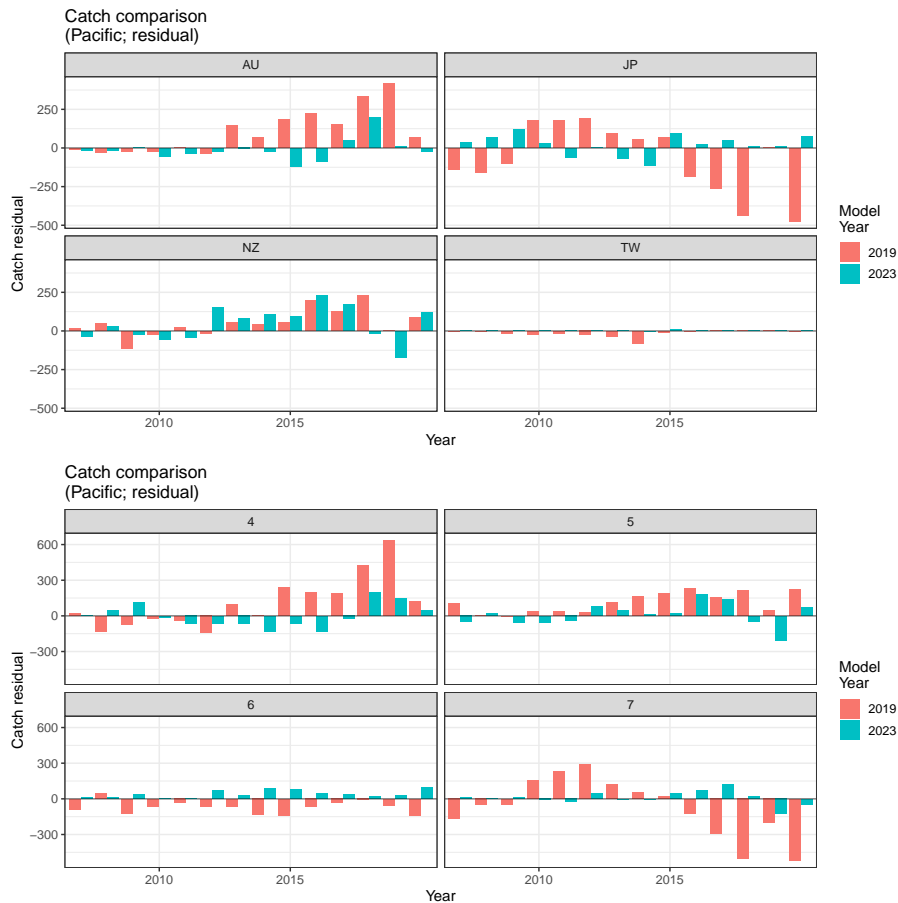 Catch comparison
(Pacific; residual)
AU
JP
250
0
−250
−500
NZ
TW
250
0
−250
−500
Catch residual
2010
2015
2010
2015
Year
Model
Year
2019
2023
Catch comparison
(Pacific; residual)
4
5
600
300
0
−300
6
7
600
300
0
−300
Catch residual
2010
2015
2010
2015
Year
Model
Year
2019
2023